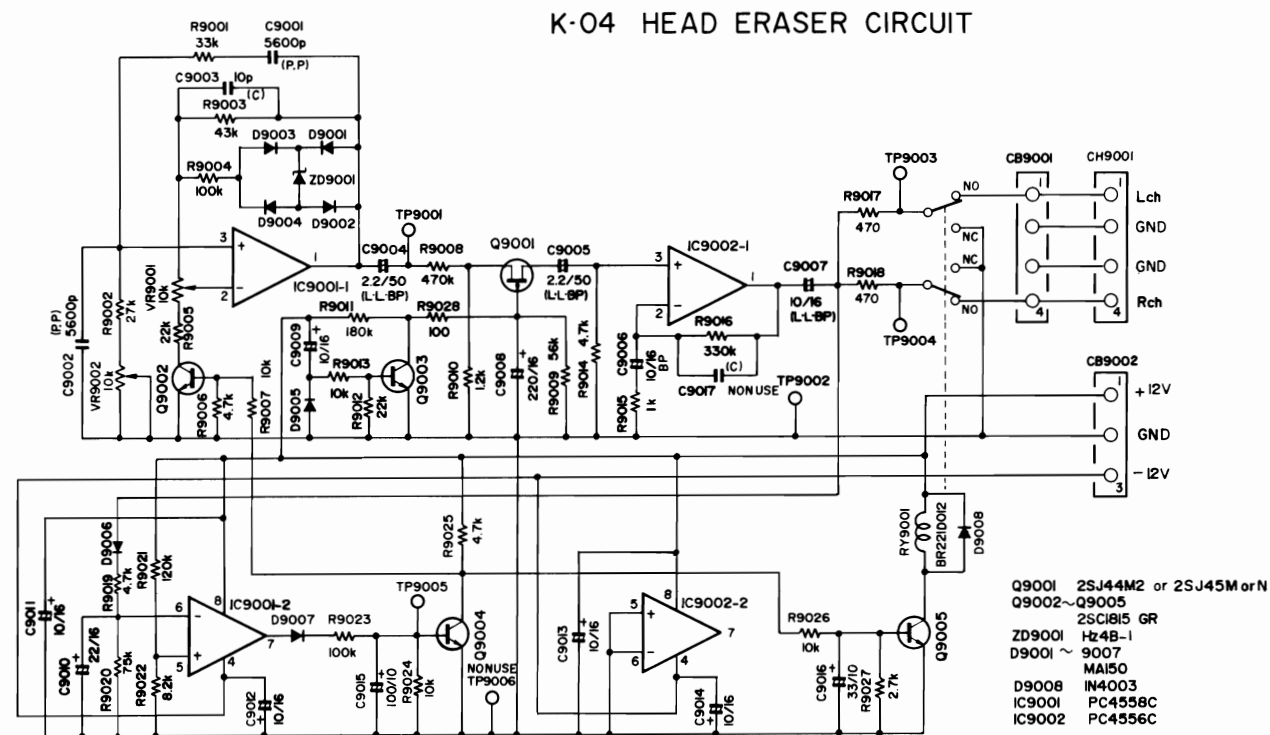 K-04 HEAD ERASER CIRCUIT
R9001
33k
C9001
5600p
(P.P)
C9003
10p
(C)
R9003
43k
D9003
D9001
R9004
100k
ZD9001
D9004
D9002
3
+
2
−
1
IC9001-1
VR9001
10k
R9005
22k
R9002
27k
(P.P)
5600p
C9002
VR9002
10k
Q9002
R9006
4.7k
R9007
10k
TP9001
C9004
2.2/50
(L-L-BP)
R9008
470k
Q9001
C9005
2.2/50
(L-L-BP)
R9011
180k
R9028
100
C9009
10/16
R9013
10k
D9005
R9012
22k
Q9003
R9010
1.2k
C9008
220/16
R9009
56k
R9014
4.7k
3
+
2
−
1
IC9002-1
C9006
10/16
BP
R9015
1k
R9016
330k
(C)
C9017
NONUSE
TP9002
C9007
10/16
(L-L-BP)
TP9003
R9017
470
R9018
470
TP9004
NO
NC
NC
NO
CB9001
1
4
CH9001
1
Lch
GND
GND
Rch
4
CB9002
1
+12V
GND
−12V
3
C9011
10/16
D9006
R9019
4.7k
R9021
120k
C9010
22/16
R9020
75k
R9022
8.2k
6
−
5
+
8
4
7
IC9001-2
C9012
10/16
D9007
R9023
100k
TP9005
C9015
100/10
R9024
10k
R9025
4.7k
Q9004
NONUSE
TP9006
C9013
10/16
5
+
6
−
8
4
7
IC9002-2
C9014
10/16
R9026
10k
C9016
33/10
R9027
2.7k
Q9005
RY9001
BR221D012
D9008
Q9001 2SJ44M2 or 2SJ45M or N
Q9002~Q9005
2SC1815 GR
ZD9001 Hz4B-1
D9001 ~ 9007
MA150
D9008 IN4003
IC9001 PC4558C
IC9002 PC4556C